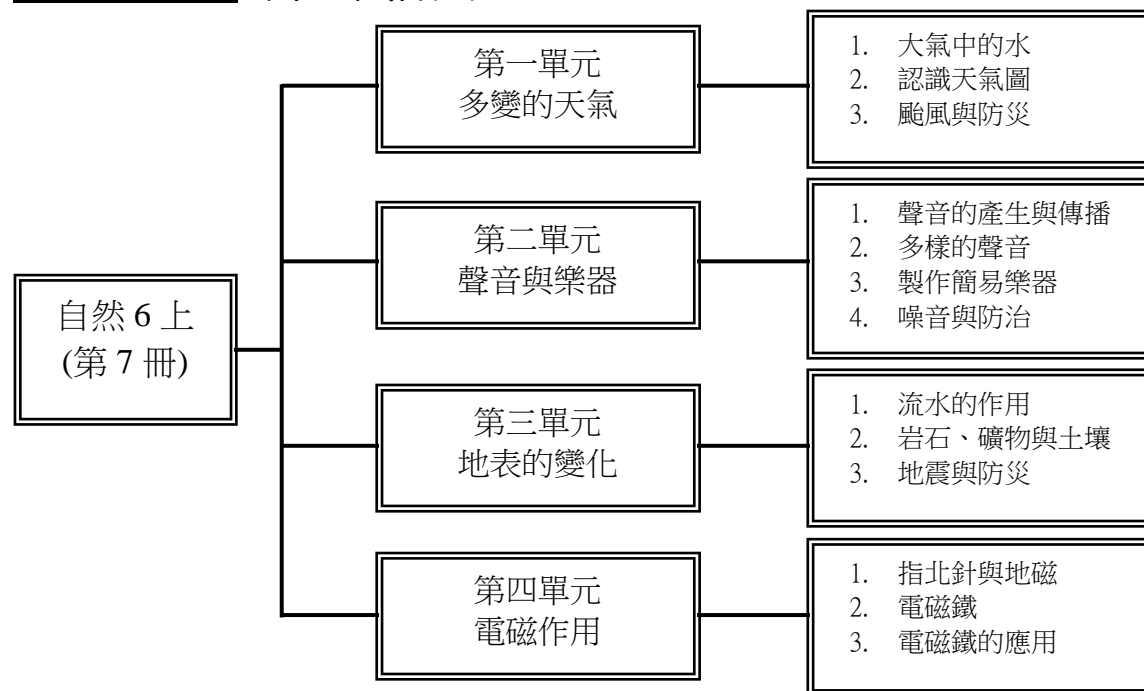 自然 6 上
(第 7 冊)
第一單元
多變的天氣
1. 大氣中的水
2. 認識天氣圖
3. 颱風與防災
第二單元
聲音與樂器
1. 聲音的產生與傳播
2. 多樣的聲音
3. 製作簡易樂器
4. 噪音與防治
第三單元
地表的變化
1. 流水的作用
2. 岩石、礦物與土壤
3. 地震與防災
第四單元
電磁作用
1. 指北針與地磁
2. 電磁鐵
3. 電磁鐵的應用